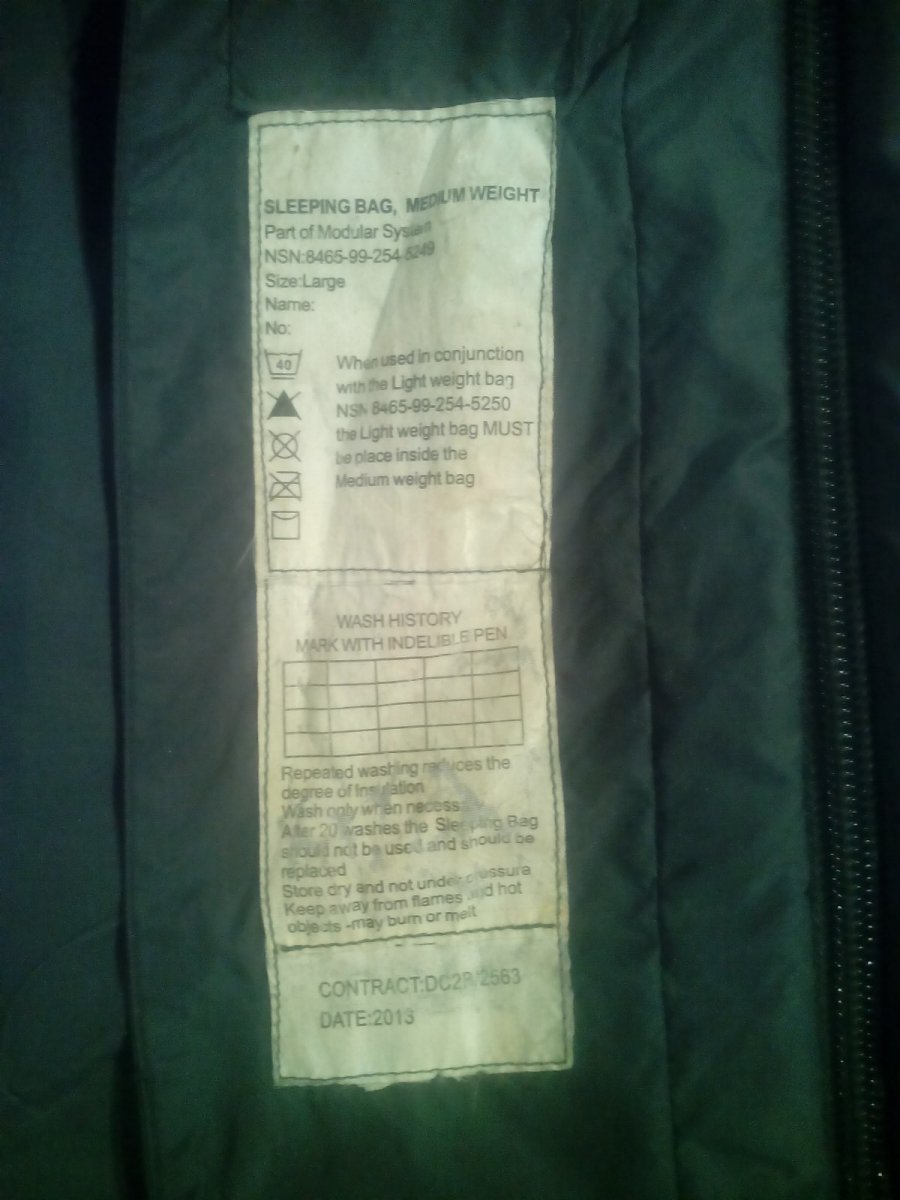 SLEEPING BAG, MEDIUM WEIGHT
Part of Modular System
NSN:8465-99-254-5249
Size:Large
Name:
No:
40
When used in conjunction
with the Light weight bag
NSN 8465-99-254-5250
the Light weight bag MUST
be place inside the
Medium weight bag
WASH HISTORY
MARK WITH INDELIBLE PEN
Repeated washing reduces the
degree of Insulation
Wash only when necess
After 20 washes the Sleeping Bag
should not be used and should be
replaced
Store dry and not under pressure
Keep away from flames and hot
objects -may burn or melt
CONTRACT:
DATE:2013